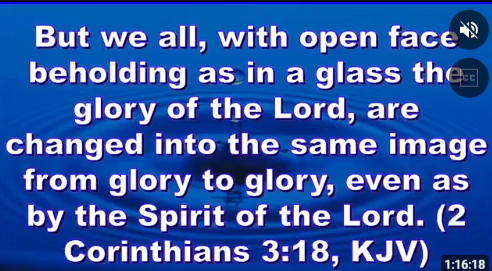 But we all, with open face
beholding as in a glass the
glory of the Lord, are
changed into the same image
from glory to glory, even as
by the Spirit of the Lord. (2
Corinthians 3:18, KJV)
CC
1:16:18